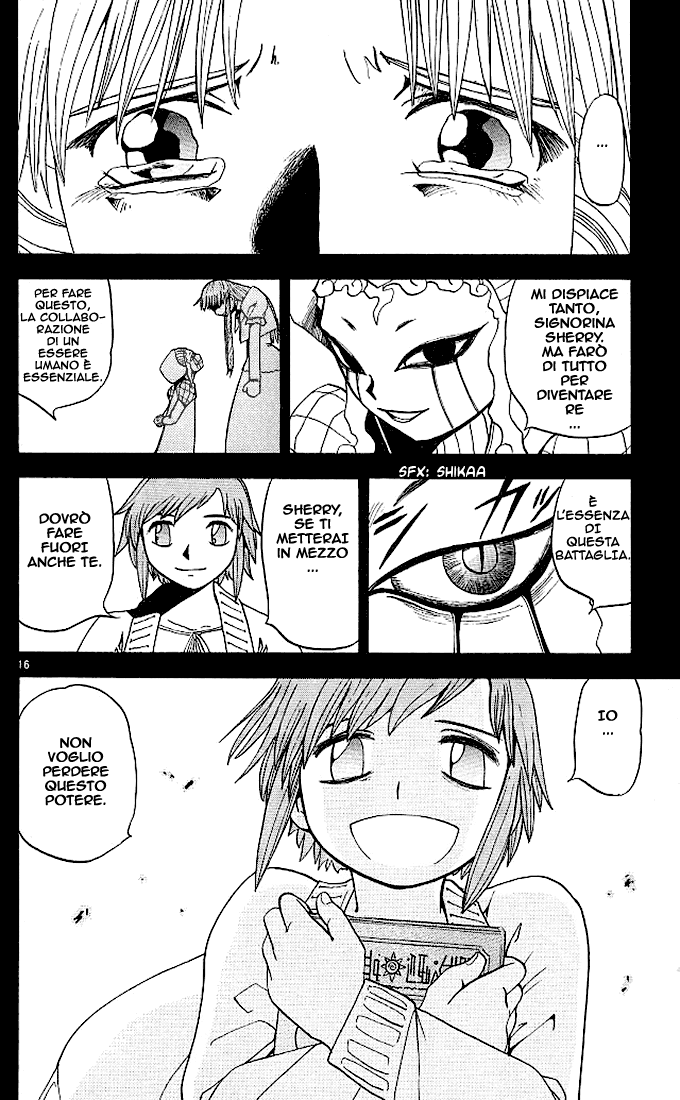 ...
MI DISPIACE
TANTO,
SIGNORINA
SHERRY.
MA FARÒ
DI TUTTO
PER
DIVENTARE
RE
...
PER FARE
QUESTO,
LA COLLABO-
RAZIONE
DI UN
ESSERE
UMANO È
ESSENZIALE.
SFX: SHIKAA
È
L'ESSENZA
DI
QUESTA
BATTAGLIA.
SHERRY,
SE TI
METTERAI
IN MEZZO
...
DOVRÒ
FARE
FUORI
ANCHE TE.
16
IO
...
NON
VOGLIO
PERDERE
QUESTO
POTERE.